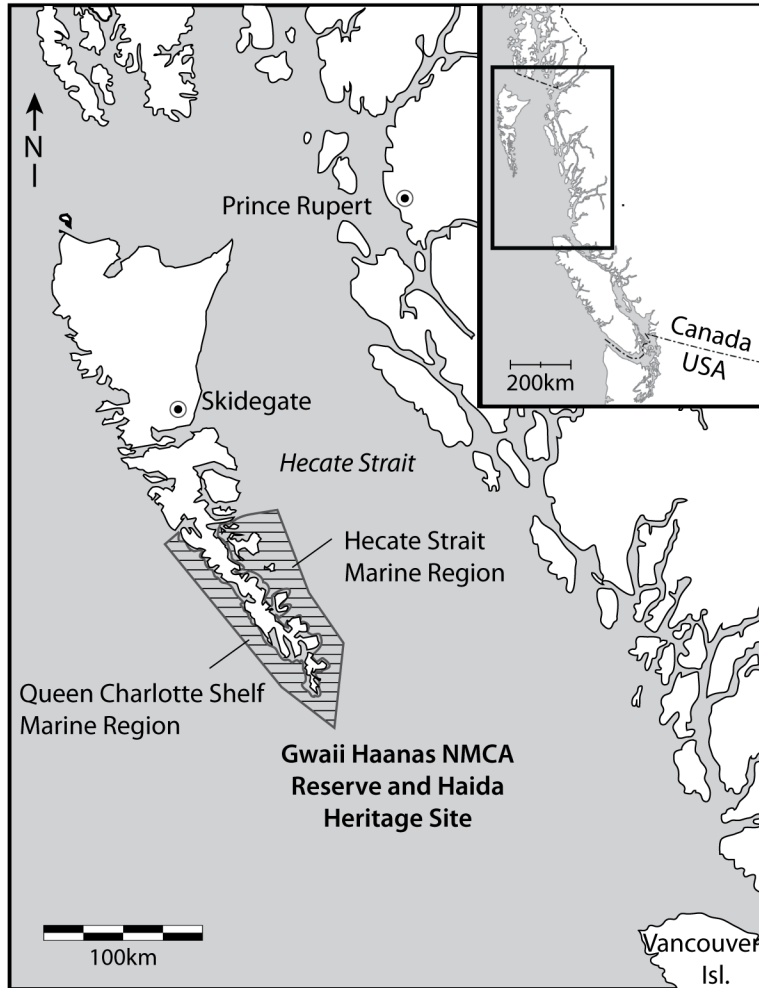 N
Prince Rupert
Canada
USA
200km
Skidegate
Hecate Strait
Hecate Strait
Marine Region
Queen Charlotte Shelf
Marine Region
Gwaii Haanas NMCA
Reserve and Haida
Heritage Site
100km
Vancouver
Isl.